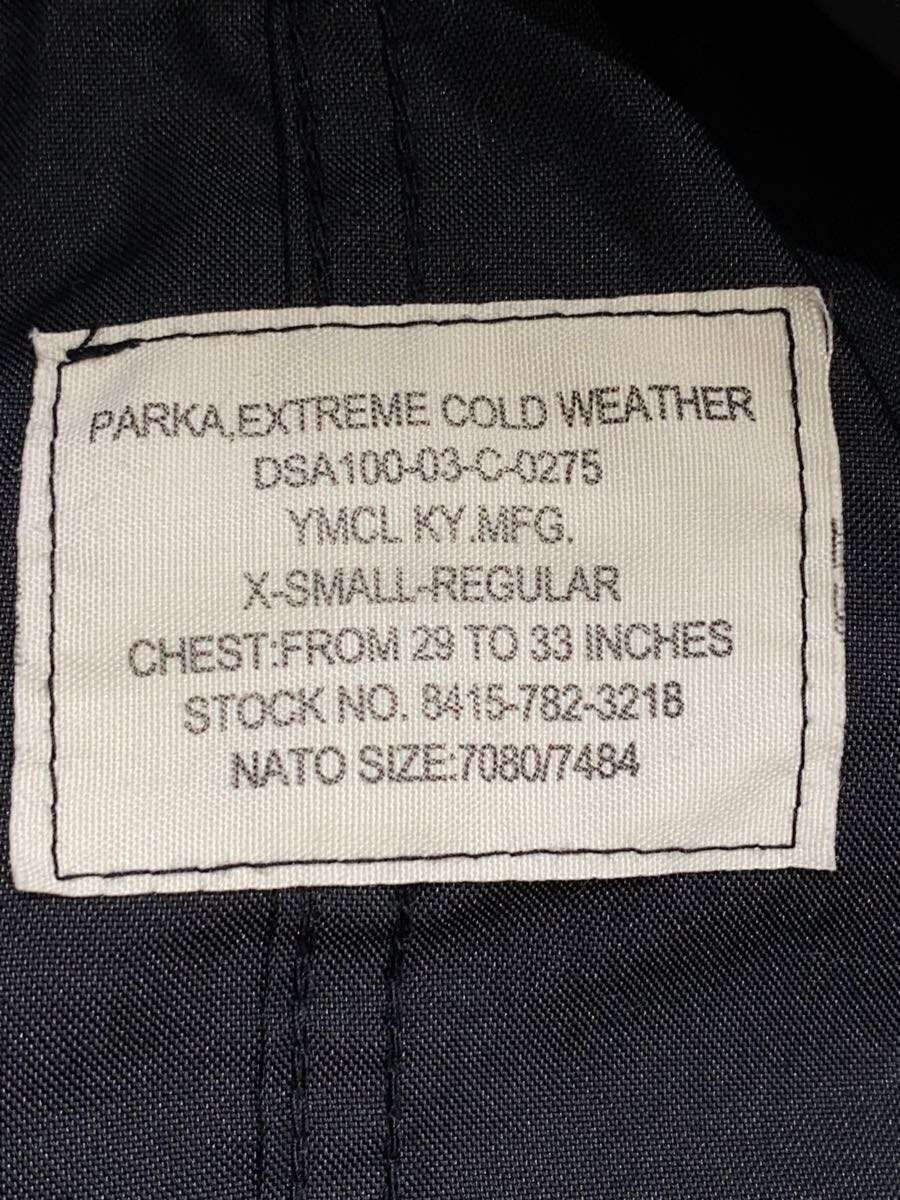 PARKA,EXTREME COLD WEATHER
DSA100-03-C-0275
YMCL KY.MFG.
X-SMALL-REGULAR
CHEST:FROM 29 TO 33 INCHES
STOCK NO. 8415-782-3218
NATO SIZE:7080/7484